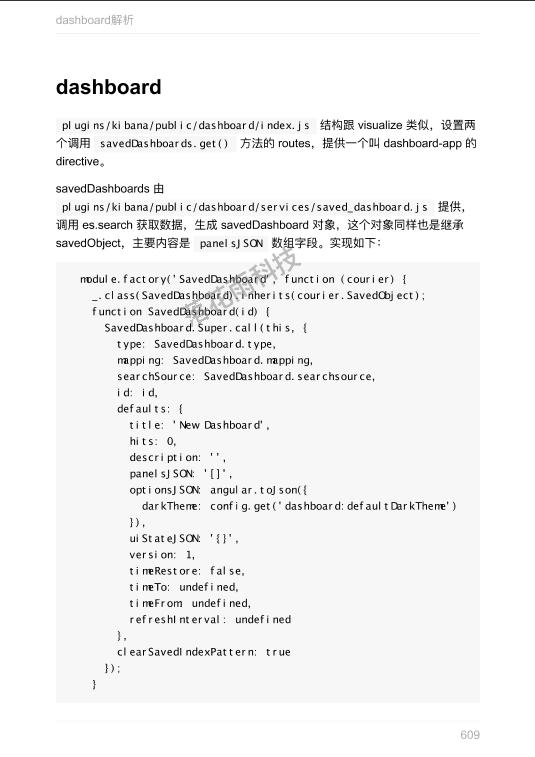 dashboard解析
dashboard
plugins/kibana/public/dashboard/index.js 结构跟 visualize 类似，设置两
个调用 savedDashboards.get() 方法的 routes，提供一个叫 dashboard-app 的
directive。
savedDashboards 由
plugins/kibana/public/dashboard/services/saved_dashboard.js 提供，
调用 es.search 获取数据，生成 savedDashboard 对象，这个对象同样也是继承
savedObject，主要内容是 panelsJSON 数组字段。实现如下：
module.factory('SavedDashboard', function (courier) {
_.class(SavedDashboard).inherits(courier.SavedObject);
function SavedDashboard(id) {
SavedDashboard.Super.call(this, {
type: SavedDashboard.type,
mapping: SavedDashboard.mapping,
searchSource: SavedDashboard.searchsource,
id: id,
defaults: {
title: 'New Dashboard',
hits: 0,
description: '',
panelsJSON: '[]',
optionsJSON: angular.toJson({
darkTheme: config.get('dashboard:defaultDarkTheme')
}),
uiStateJSON: '{}',
version: 1,
timeRestore: false,
timeTo: undefined,
timeFrom: undefined,
refreshInterval: undefined
},
clearSavedIndexPattern: true
});
}
落花雨科技
609